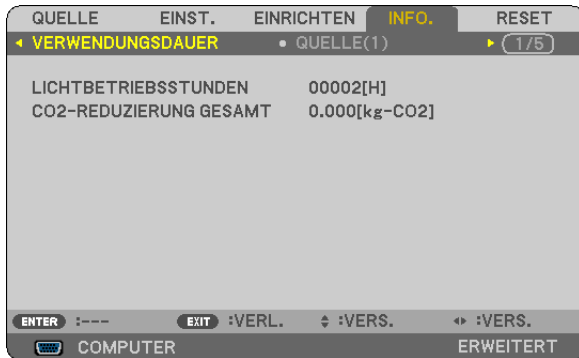 QUELLE EINST. EINRICHTEN INFO. RESET
VERWENDUNGSDAUER • QUELLE(1) 1/5
LICHTBETRIEBSSTUNDEN 00002[H]
CO2-REDUZIERUNG GESAMT 0.000[kg-CO2]
ENTER :--- EXIT :VERL. :VERS. :VERS.
COMPUTER ERWEITERT